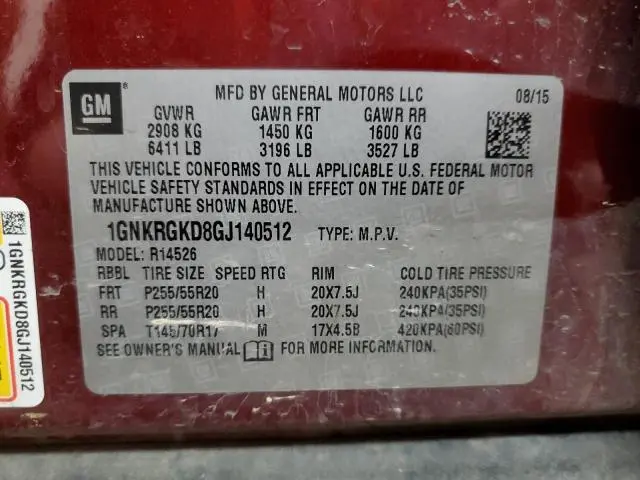 GM
MFD BY GENERAL MOTORS LLC 08/15
GVWR GAWR FRT GAWR RR
2908 KG 1450 KG 1600 KG
6411 LB 3196 LB 3527 LB
THIS VEHICLE CONFORMS TO ALL APPLICABLE U.S. FEDERAL MOTOR
VEHICLE SAFETY STANDARDS IN EFFECT ON THE DATE OF
MANUFACTURE SHOWN ABOVE.
1GNKRGKD8GJ140512 TYPE: M.P.V.
MODEL: R14526
RBBL TIRE SIZE SPEED RTG RIM COLD TIRE PRESSURE
FRT P255/55R20 H 20X7.5J 240KPA(35PSI)
RR P255/55R20 H 20X7.5J 240KPA(35PSI)
SPA T145/70R17 M 17X4.5B 420KPA(60PSI)
SEE OWNER'S MANUAL FOR MORE INFORMATION.
1GNKRGKD8GJ140512